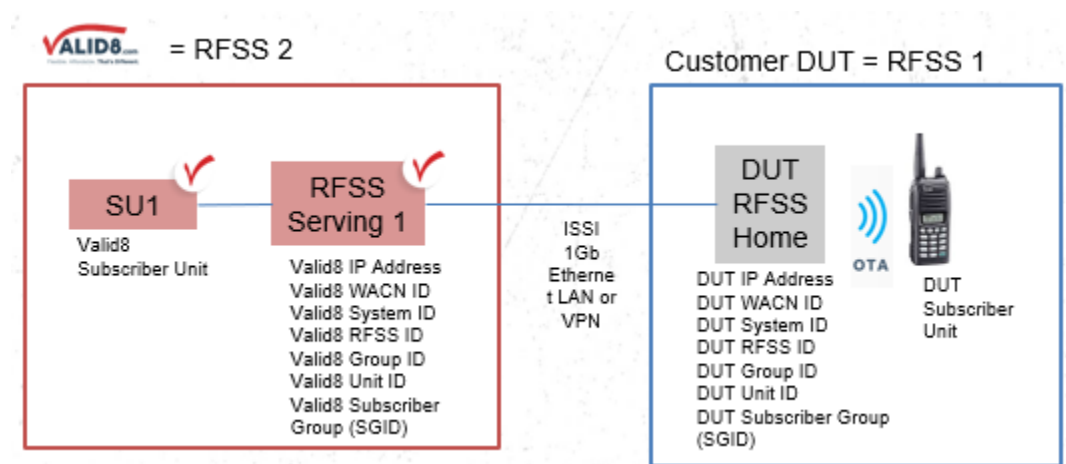 VALID8.com
= RFSS 2
Customer DUT = RFSS 1
SU1
Valid8
Subscriber Unit
RFSS
Serving 1
Valid8 IP Address
Valid8 WACN ID
Valid8 System ID
Valid8 RFSS ID
Valid8 Group ID
Valid8 Unit ID
Valid8 Subscriber
Group (SGID)
ISSI
1Gb
Etherne
t LAN or
VPN
DUT
RFSS
Home
DUT IP Address
DUT WACN ID
DUT System ID
DUT RFSS ID
DUT Group ID
DUT Unit ID
DUT Subscriber Group
(SGID)
OTA
DUT
Subscriber
Unit